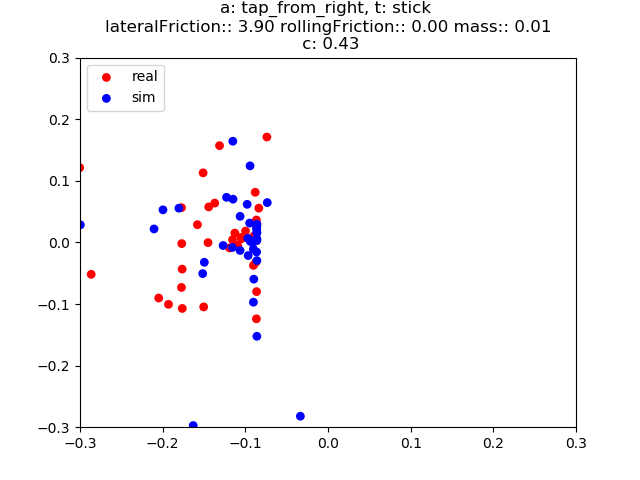 a: tap_from_right, t: stick
lateralFriction:: 3.90 rollingFriction:: 0.00 mass:: 0.01
c: 0.43
real
sim
0.3
0.2
0.1
0.0
−0.1
−0.2
−0.3
−0.3 −0.2 −0.1 0.0 0.1 0.2 0.3